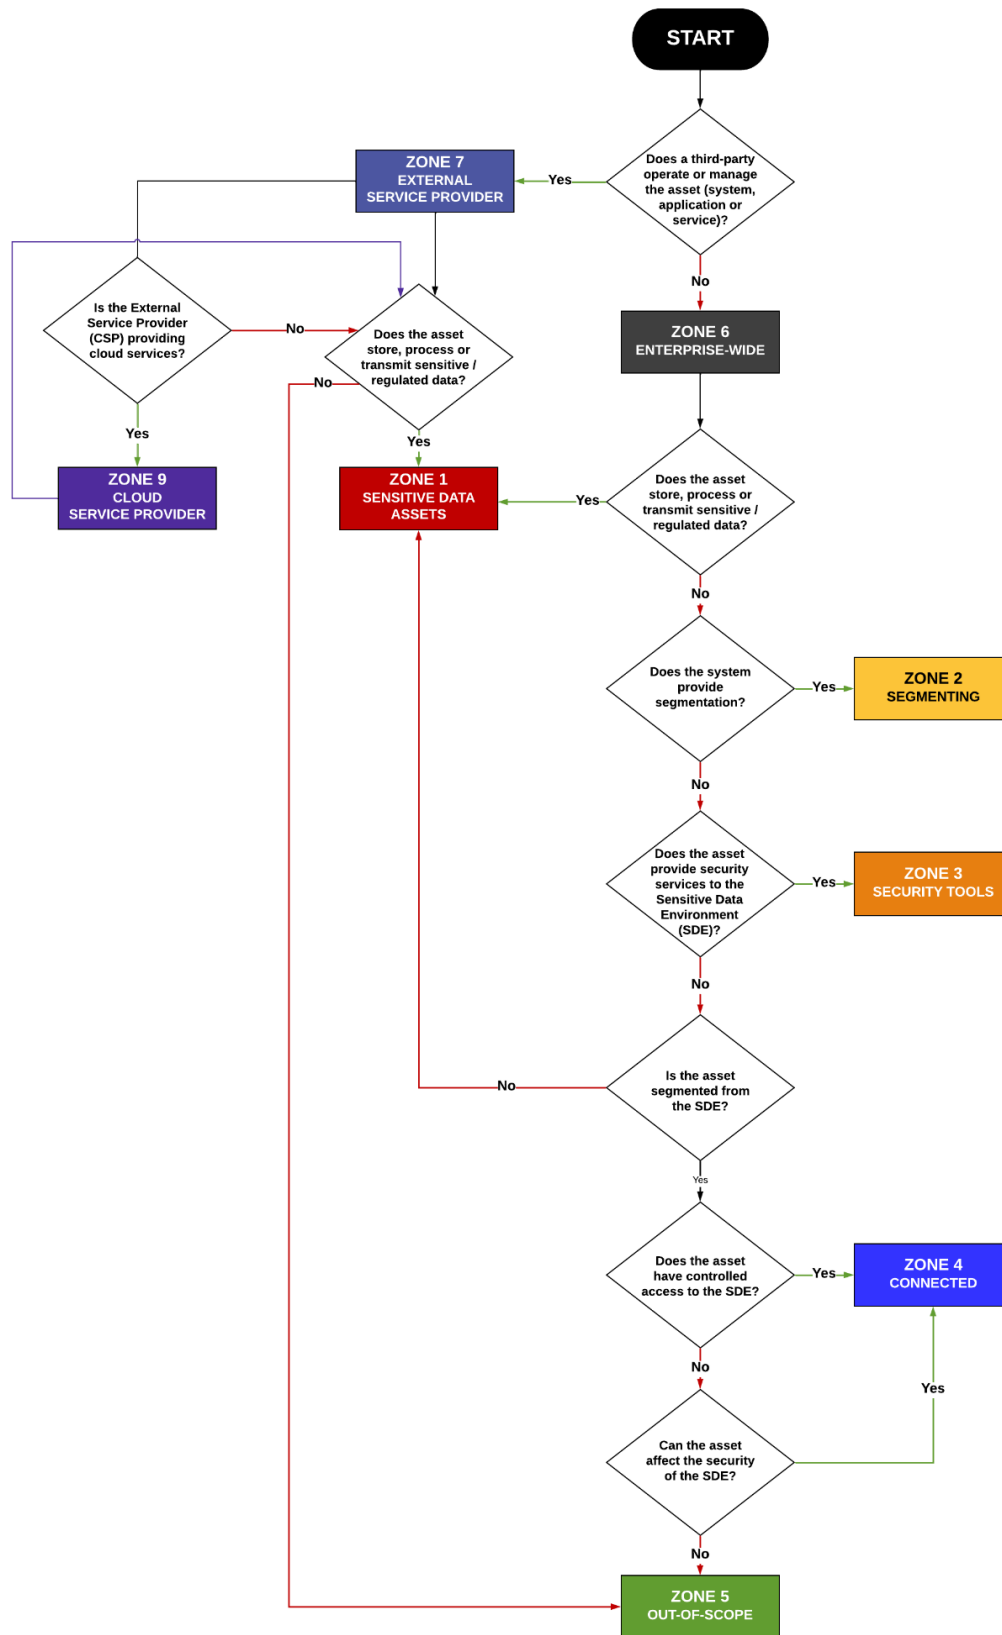 START
Does a third-party
operate or manage
the asset (system,
application or
service)?
Yes
ZONE 7
EXTERNAL
SERVICE PROVIDER
No
Is the External
Service Provider
(CSP) providing
cloud services?
No
Does the asset
store, process or
transmit sensitive /
regulated data?
No
ZONE 6
ENTERPRISE-WIDE
Yes
Yes
ZONE 9
CLOUD
SERVICE PROVIDER
ZONE 1
SENSITIVE DATA
ASSETS
Yes
Does the asset
store, process or
transmit sensitive /
regulated data?
No
Does the system
provide
segmentation?
Yes
ZONE 2
SEGMENTING
No
Does the asset
provide security
services to the
Sensitive Data
Environment
(SDE)?
Yes
ZONE 3
SECURITY TOOLS
No
Is the asset
segmented from
the SDE?
No
Yes
Does the asset
have controlled
access to the SDE?
Yes
ZONE 4
CONNECTED
No
Yes
Can the asset
affect the security
of the SDE?
No
ZONE 5
OUT-OF-SCOPE